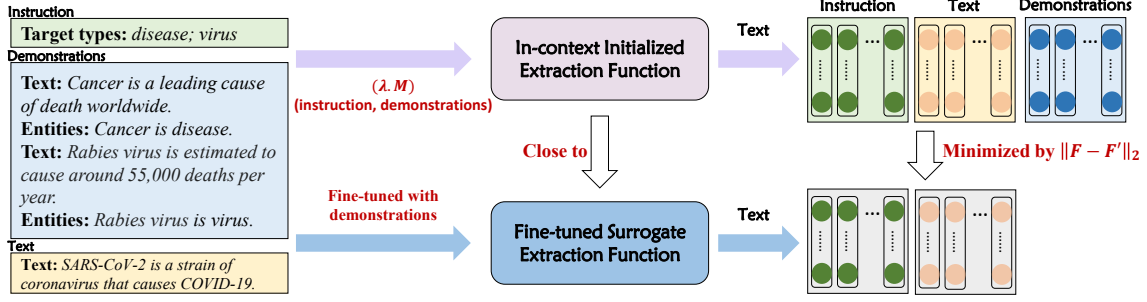 Instruction
Target types: disease; virus
Demonstrations
Text: Cancer is a leading cause
of death worldwide.
Entities: Cancer is disease.
Text: Rabies virus is estimated to
cause around 55,000 deaths per
year.
Entities: Rabies virus is virus.
Text
Text: SARS-CoV-2 is a strain of
coronavirus that causes COVID-19.
(λ.M)
(instruction, demonstrations)
Fine-tuned with
demonstrations
In-context Initialized
Extraction Function
Close to
Fine-tuned Surrogate
Extraction Function
Text
Text
Instruction
Text
Demonstrations
Minimized by ‖F − F′‖₂